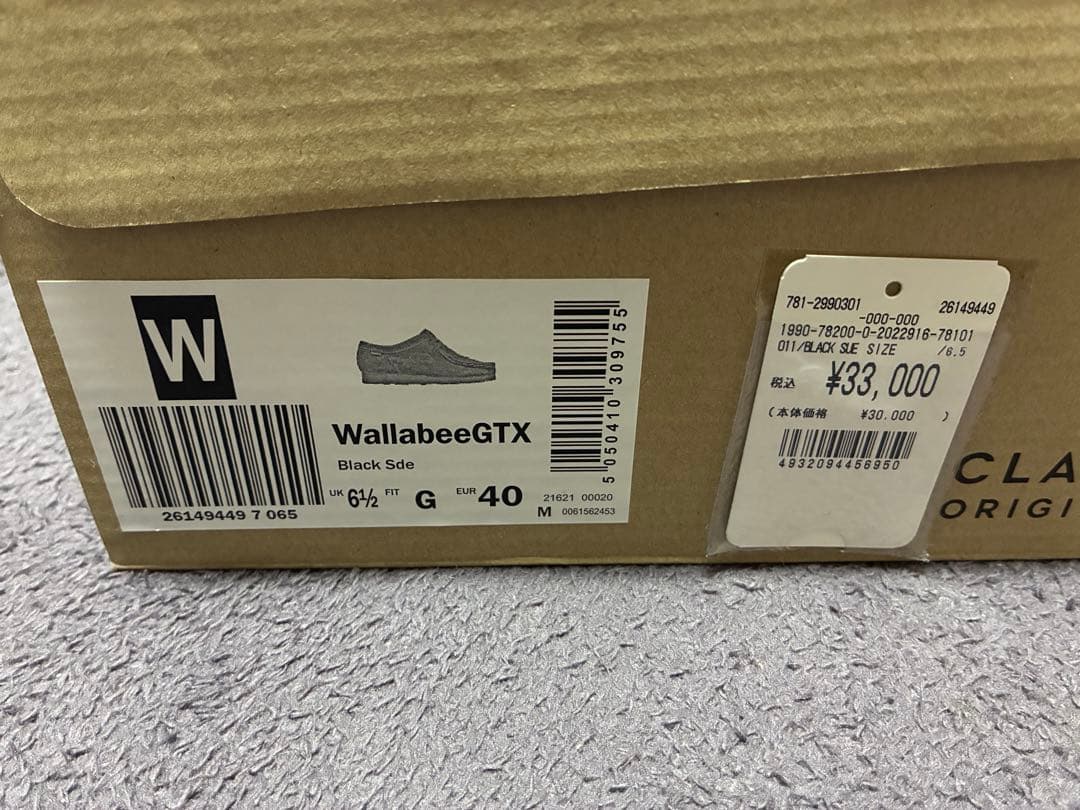 W
26149449 7 065
WallabeeGTX
Black Sde
UK 6½ FIT G EUR 40
5 050410 309755
21621 00020
M 0061562453
781-2990301 26149449
-000-000
1990-78200-0-2022916-78101
011/BLACK SUE SIZE /6.5
税込 ¥33,000
(本体価格 ¥30.000 )
4932094456950
CLA
ORIGI